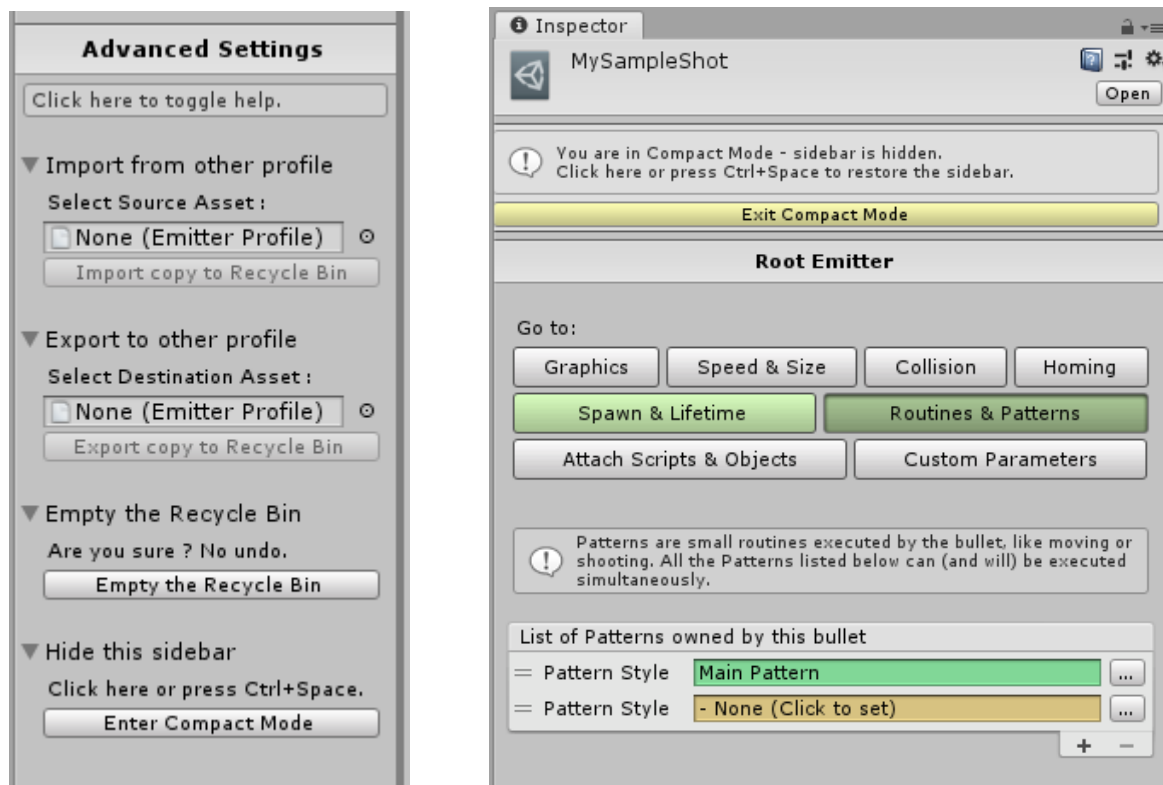 Advanced Settings
Click here to toggle help.
Import from other profile
Select Source Asset :
None (Emitter Profile)
Import copy to Recycle Bin
Export to other profile
Select Destination Asset :
None (Emitter Profile)
Export copy to Recycle Bin
Empty the Recycle Bin
Are you sure ? No undo.
Empty the Recycle Bin
Hide this sidebar
Click here or press Ctrl+Space.
Enter Compact Mode
Inspector
MySampleShot
Open
You are in Compact Mode - sidebar is hidden.
Click here or press Ctrl+Space to restore the sidebar.
Exit Compact Mode
Root Emitter
Go to:
Graphics Speed & Size Collision Homing
Spawn & Lifetime Routines & Patterns
Attach Scripts & Objects Custom Parameters
Patterns are small routines executed by the bullet, like moving or
shooting. All the Patterns listed below can (and will) be executed
simultaneously.
List of Patterns owned by this bullet
= Pattern Style Main Pattern ...
= Pattern Style - None (Click to set) ...
+ -